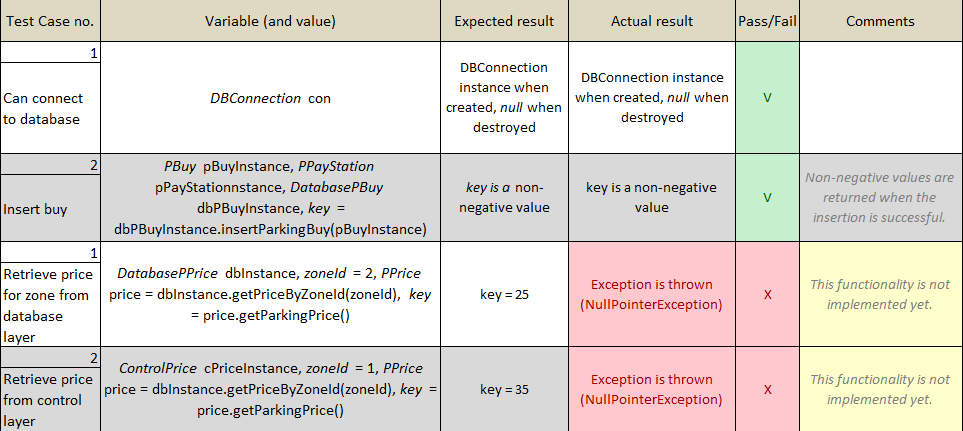 Test Case no. Variable (and value) Expected result Actual result Pass/Fail Comments
1
Can connect
to database
DBConnection con
DBConnection
instance when
created, null when
destroyed
DBConnection instance
when created, null when
destroyed
V
2
Insert buy
PBuy pBuyInstance, PPayStation
pPayStationnstance, DatabasePBuy
dbPBuyInstance, key =
dbPBuyInstance.insertParkingBuy(pBuyInstance)
key is a non-
negative value
key is a non-negative
value
V
Non-negative values are
returned when the
insertion is successful.
1
Retrieve price
for zone from
database
layer
DatabasePPrice dbInstance, zoneId = 2, PPrice
price = dbInstance.getPriceByZoneId(zoneId), key
= price.getParkingPrice()
key = 25
Exception is thrown
(NullPointerException)
X
This functionality is not
implemented yet.
2
Retrieve price
from control
layer
ControlPrice cPriceInstance, zoneId = 1, PPrice
price = dbInstance.getPriceByZoneId(zoneId), key =
price.getParkingPrice()
key = 35
Exception is thrown
(NullPointerException)
X
This functionality is not
implemented yet.